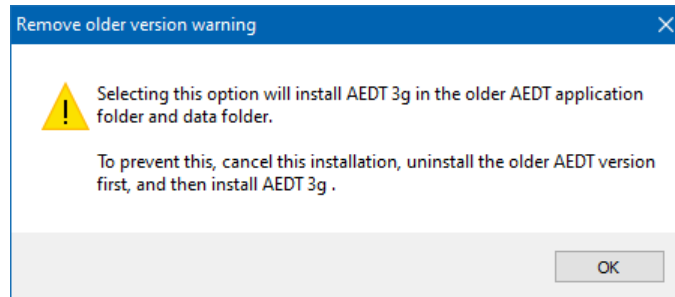 Remove older version warning
Selecting this option will install AEDT 3g in the older AEDT application
folder and data folder.
To prevent this, cancel this installation, uninstall the older AEDT version
first, and then install AEDT 3g .
OK